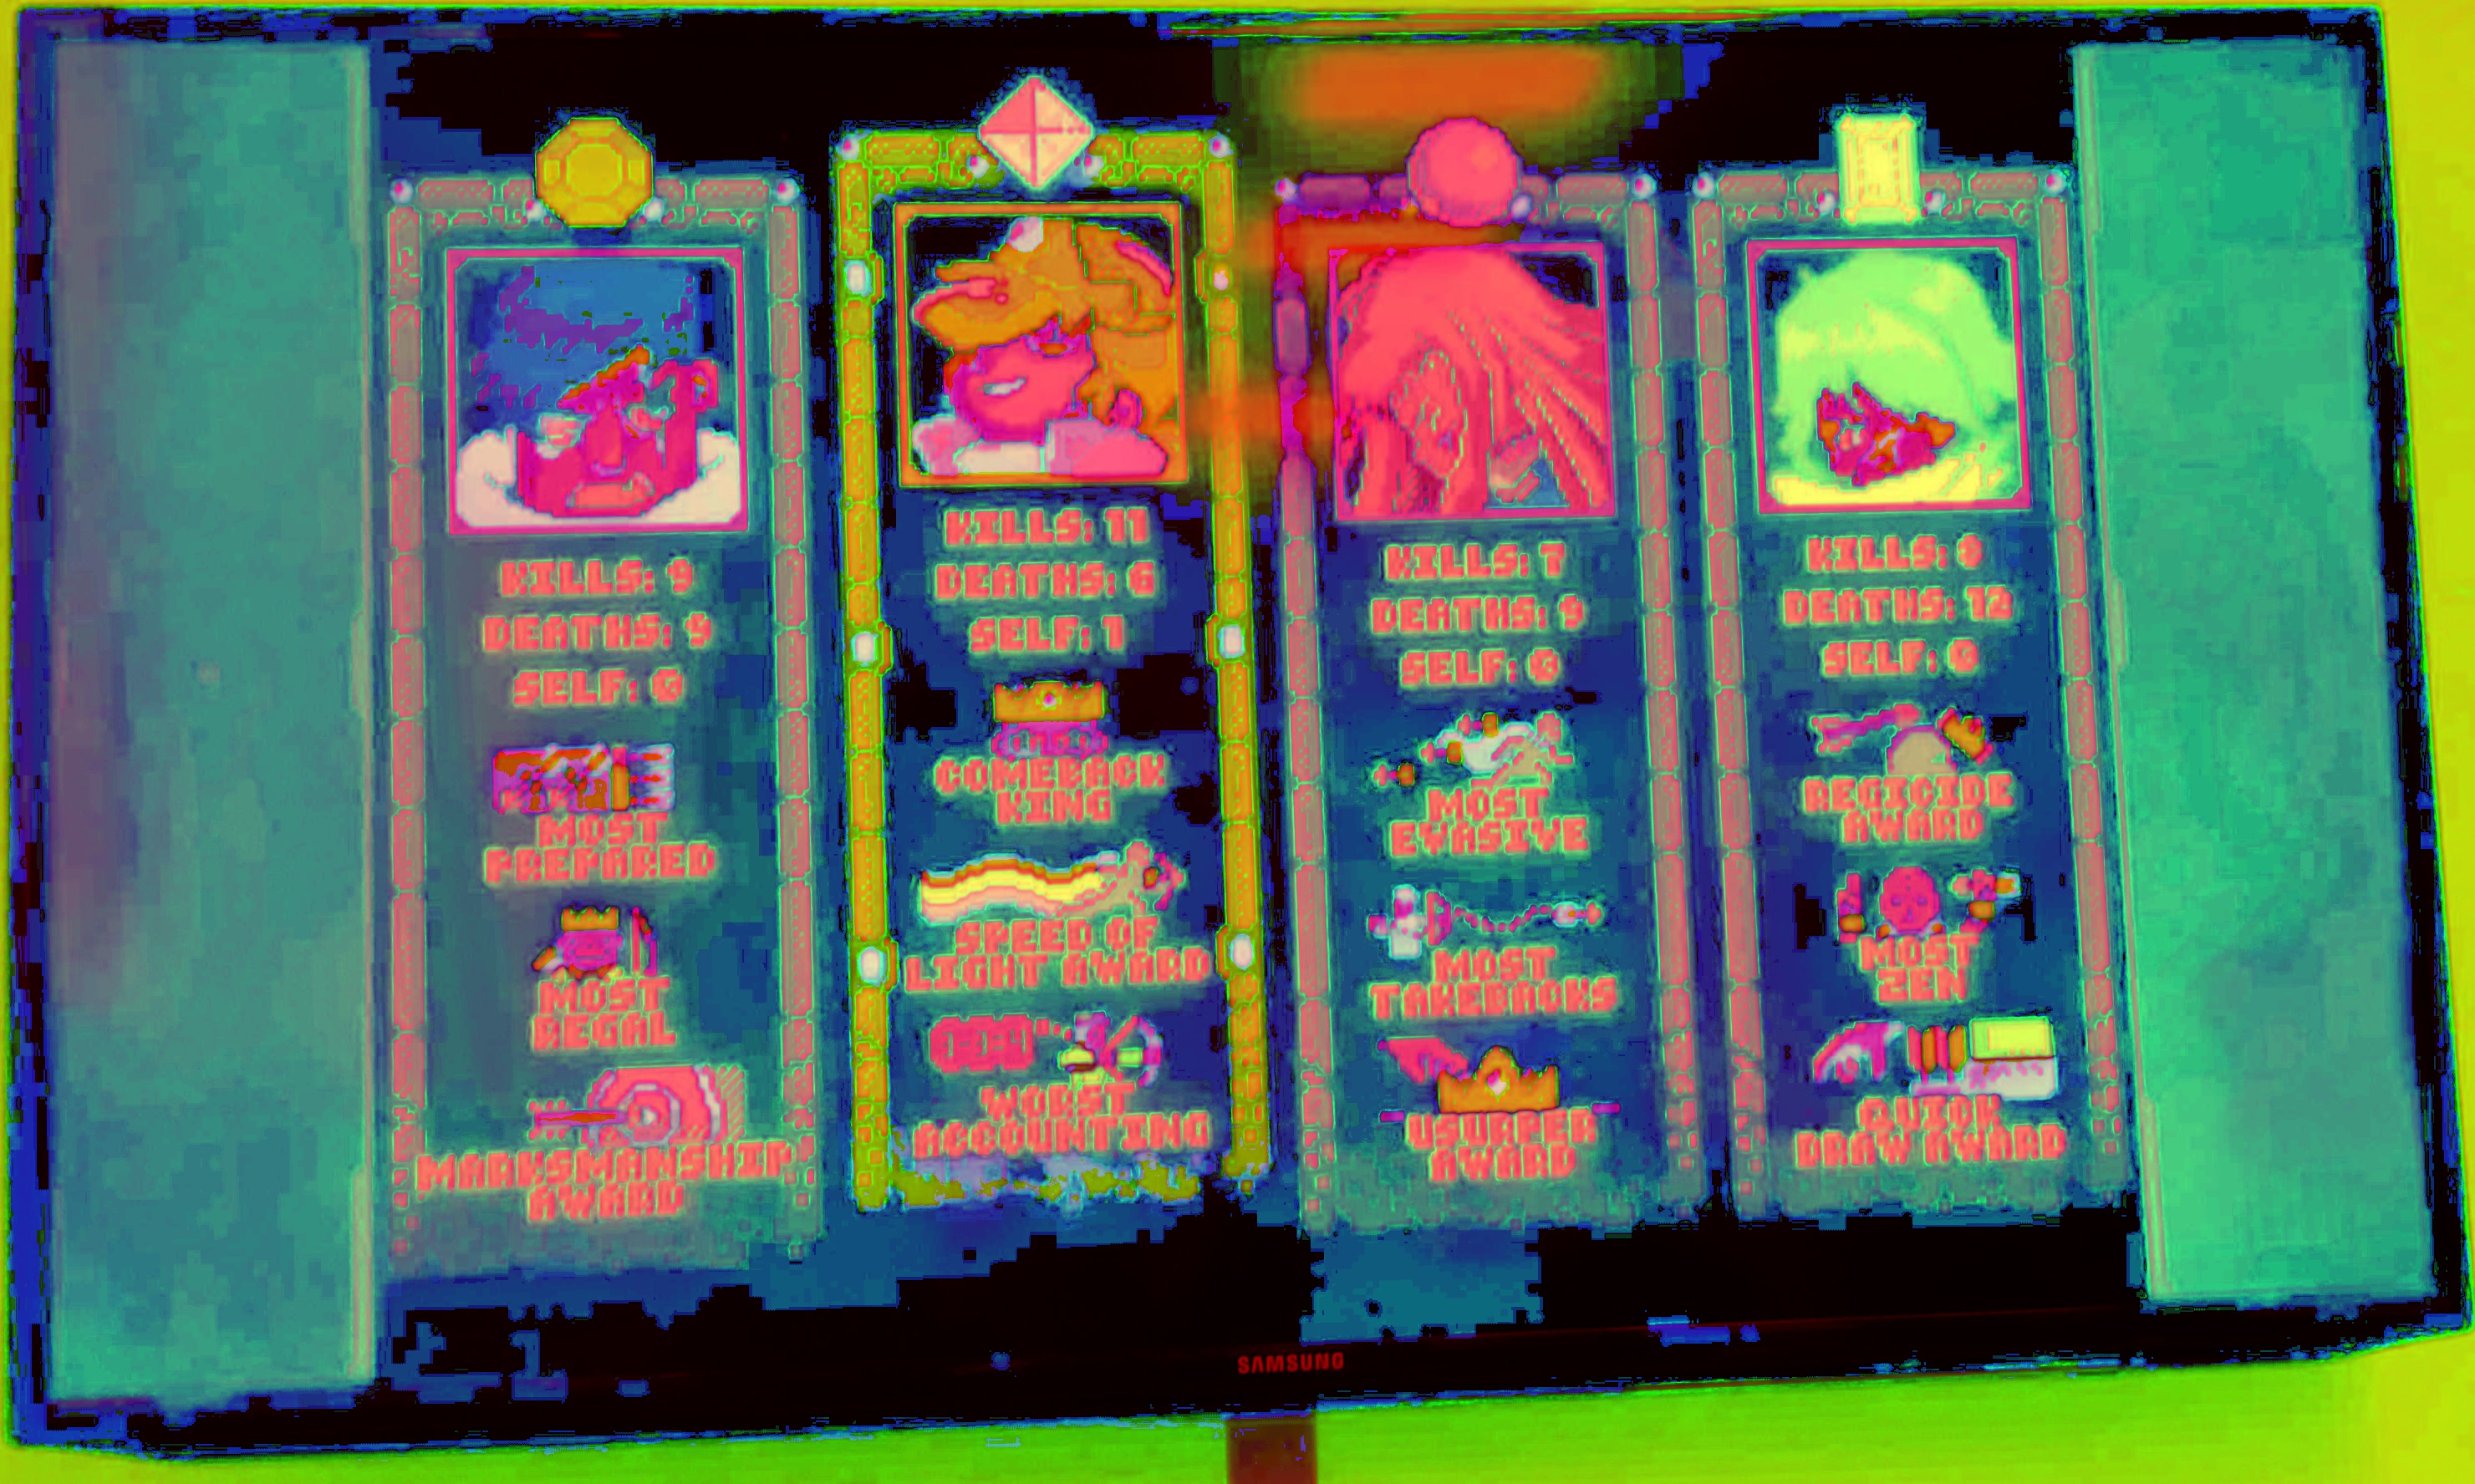 KILLS: 9
DEATHS: 9
SELF: 0
MOST
PREPARED
MOST
REGAL
MARKSMANSHIP
AWARD
KILLS: 11
DEATHS: 6
SELF: 1
COMEBACK
KING
SPEED OF
LIGHT AWARD
WORST
ACCOUNTING
KILLS: 7
DEATHS: 9
SELF: 0
MOST
EVASIVE
MOST
TAKEBACKS
USURPER
AWARD
KILLS: 8
DEATHS: 12
SELF: 0
REGICIDE
AWARD
MOST
ZEN
QUICK
DRAW AWARD
SAMSUNG